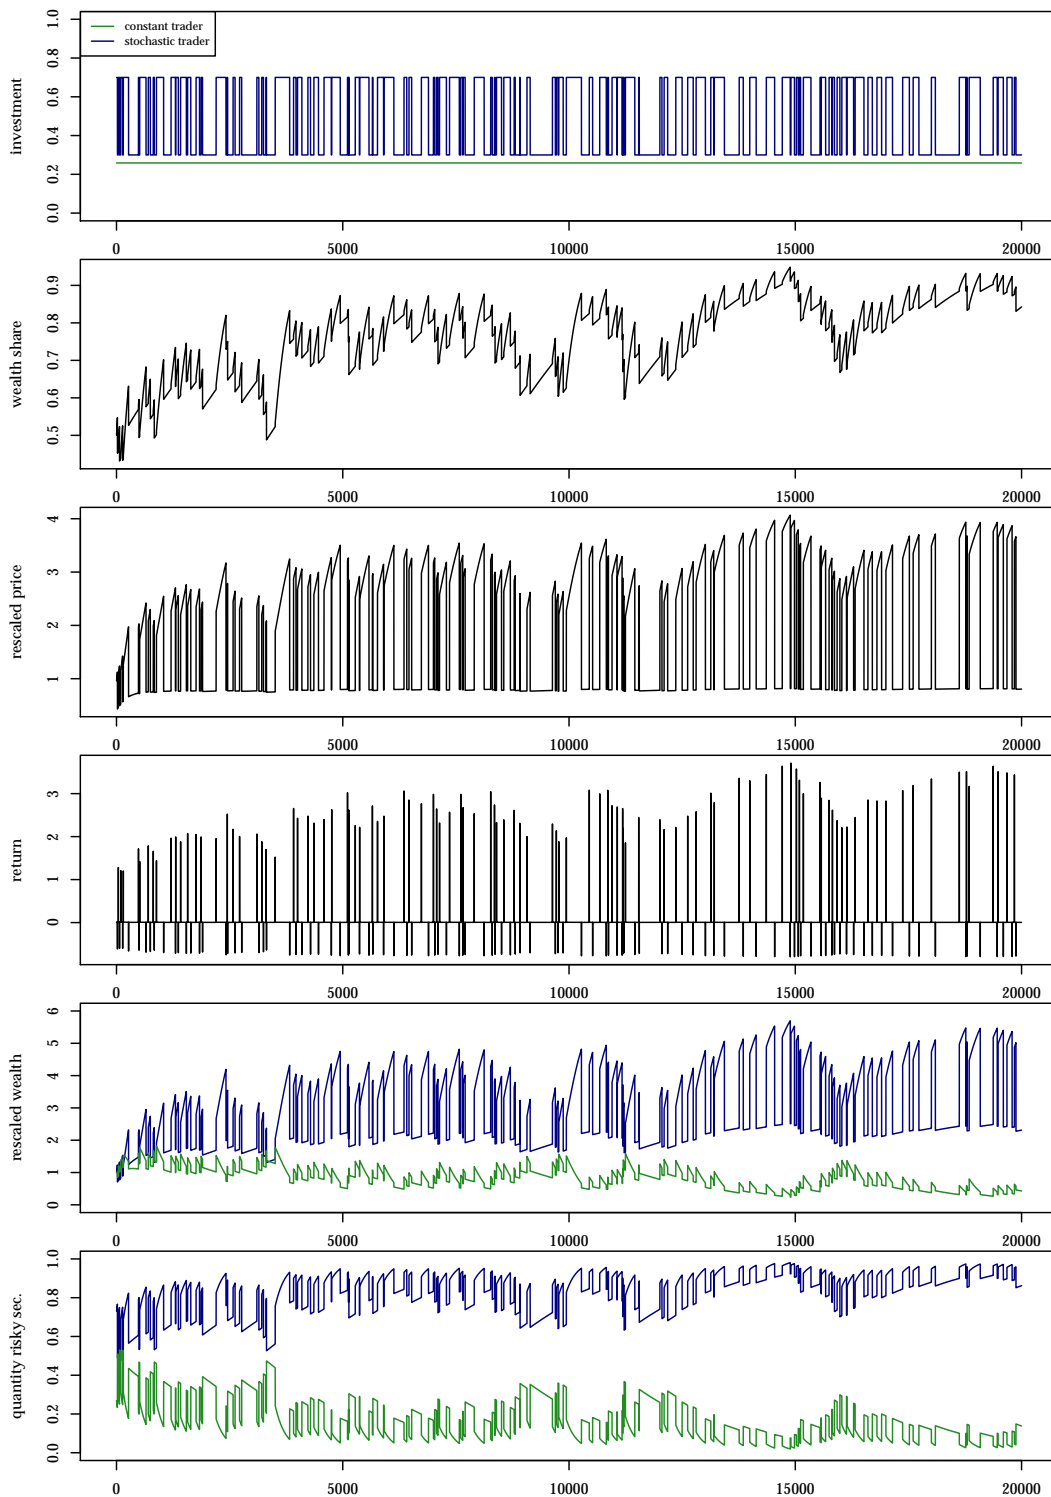 constant trader
stochastic trader
investment
0.0 0.2 0.4 0.6 0.8 1.0
0 5000 10000 15000 20000
wealth share
0.5 0.6 0.7 0.8 0.9
0 5000 10000 15000 20000
rescaled price
1 2 3 4
0 5000 10000 15000 20000
return
0 1 2 3
0 5000 10000 15000 20000
rescaled wealth
0 1 2 3 4 5 6
0 5000 10000 15000 20000
quantity risky sec.
0.0 0.2 0.4 0.6 0.8 1.0
0 5000 10000 15000 20000